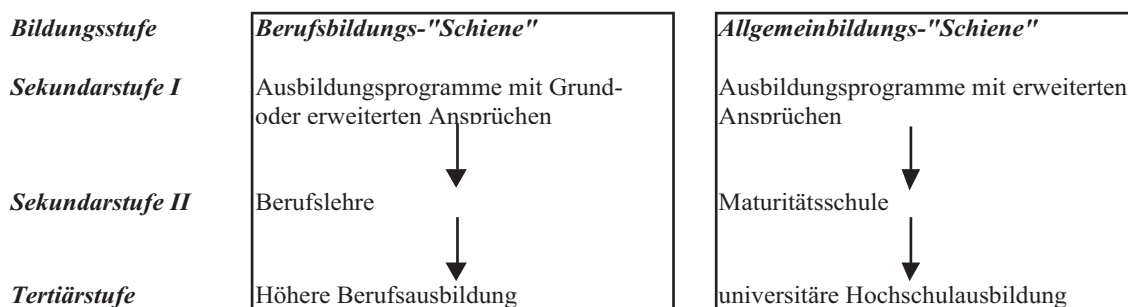 Bildungsstufe Berufsbildungs-"Schiene" Allgemeinbildungs-"Schiene"
Sekundarstufe I Ausbildungsprogramme mit Grund- Ausbildungsprogramme mit erweiterten
oder erweiterten Ansprüchen Ansprüchen
Sekundarstufe II Berufslehre Maturitätsschule
Tertiärstufe Höhere Berufsausbildung universitäre Hochschulausbildung